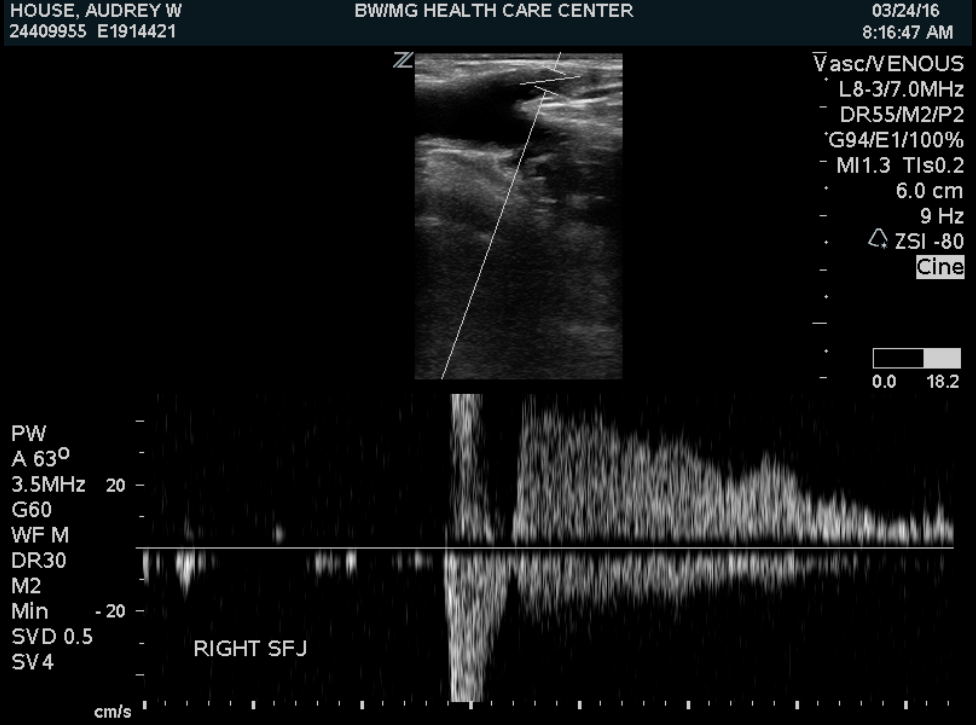 HOUSE, AUDREY W
24409955 E1914421
BW/MG HEALTH CARE CENTER
03/24/16
8:16:47 AM
Z
Vasc/VENOUS
L8-3/7.0MHz
DR55/M2/P2
G94/E1/100%
MI1.3 TIs0.2
6.0 cm
9 Hz
ZSI -80
Cine
0.0 18.2
PW
A 63°
3.5MHz 20
G60
WF M
DR30
M2
Min -20
SVD 0.5
SV4
RIGHT SFJ
cm/s